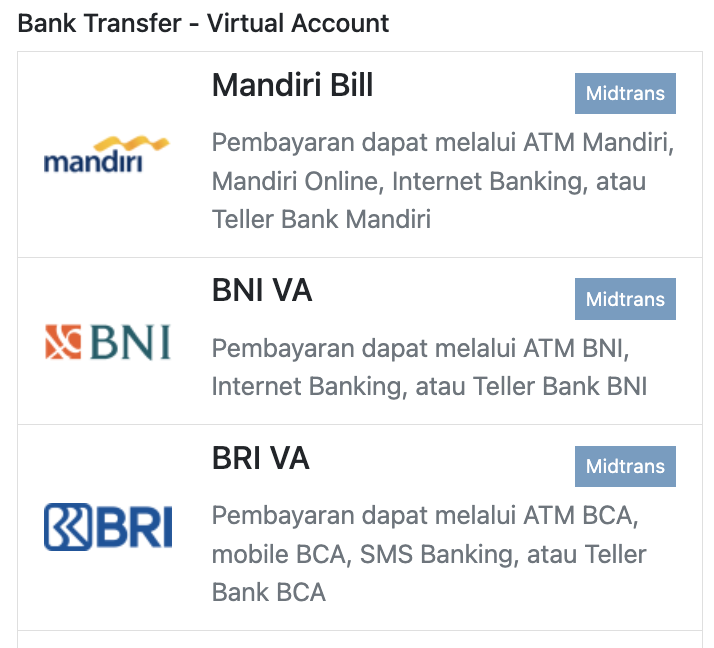 Bank Transfer - Virtual Account
Mandiri Bill
Midtrans
mandiri
Pembayaran dapat melalui ATM Mandiri,
Mandiri Online, Internet Banking, atau
Teller Bank Mandiri
BNI VA
Midtrans
BNI
Pembayaran dapat melalui ATM BNI,
Internet Banking, atau Teller Bank BNI
BRI VA
Midtrans
BRI
Pembayaran dapat melalui ATM BCA,
mobile BCA, SMS Banking, atau Teller
Bank BCA